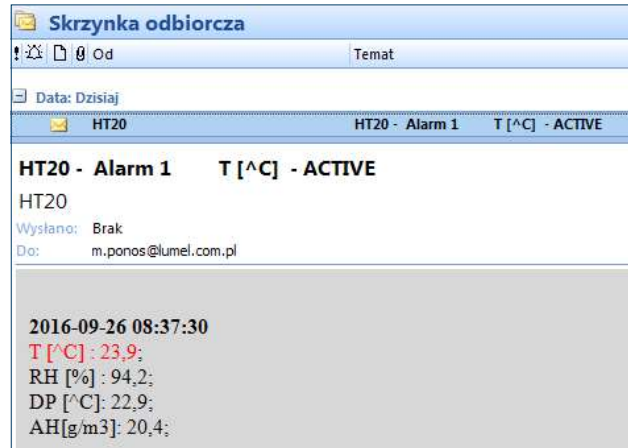 Skrzynka odbiorcza
! Od Temat
Data: Dzisiaj
HT20 HT20 - Alarm 1 T [^C] - ACTIVE
HT20 - Alarm 1 T [^C] - ACTIVE
HT20
Wysłano: Brak
Do: m.ponos@lumel.com.pl
2016-09-26 08:37:30
T [^C] : 23,9;
RH [%] : 94,2;
DP [^C]: 22,9;
AH[g/m3]: 20,4;